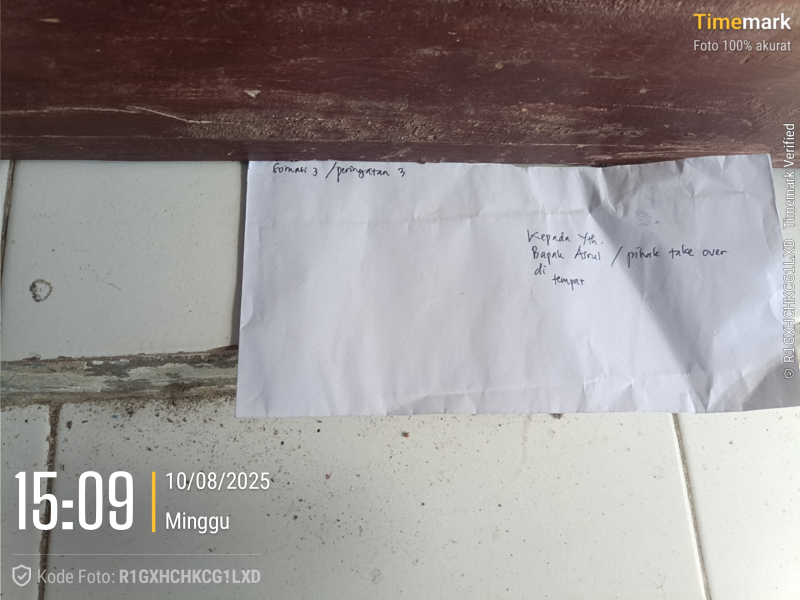 Timemark
Foto 100% akurat
Somasi 3 / peringatan 3
Kepada Yth.
Bapak Asrul / pihak take over
di
tempat
R1GXHCHKCG1LXD Timemark Verified
15:09
10/08/2025
Minggu
Kode Foto: R1GXHCHKCG1LXD